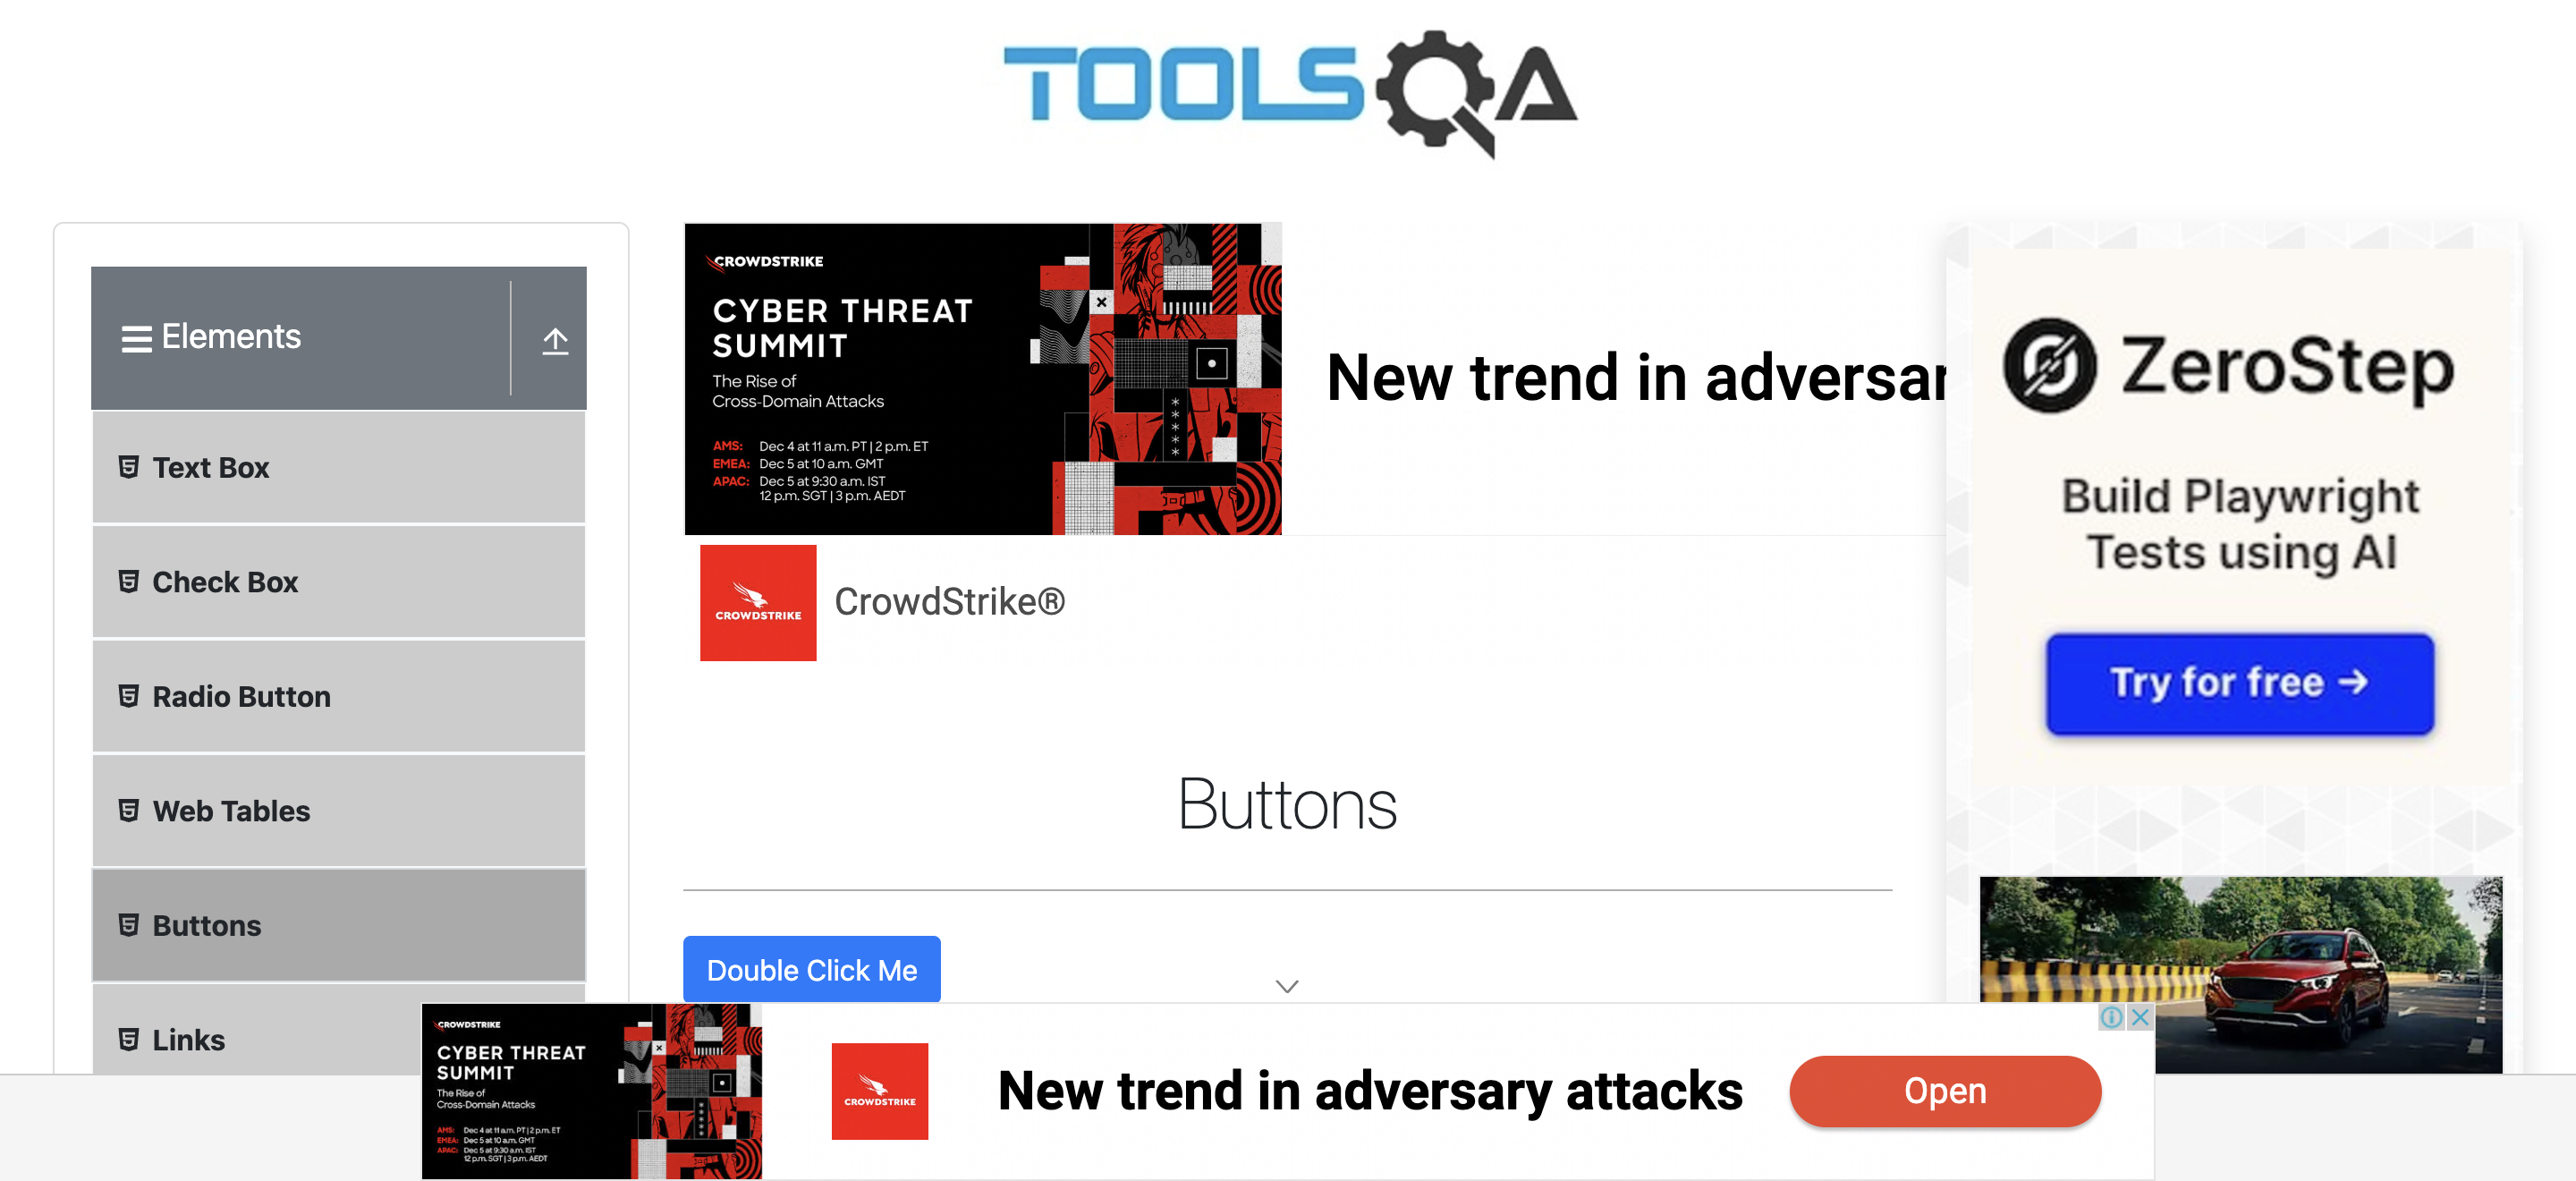 TOOLSQA
Elements
Text Box
Check Box
Radio Button
Web Tables
Buttons
Links
CROWDSTRIKE
CYBER THREAT
SUMMIT
The Rise of
Cross-Domain Attacks
AMS: Dec 4 at 11 a.m. PT | 2 p.m. ET
EMEA: Dec 5 at 10 a.m. GMT
APAC: Dec 5 at 9:30 a.m. IST
12 p.m. SGT | 3 p.m. AEDT
New trend in adversar
CROWDSTRIKE
CrowdStrike®
Buttons
Double Click Me
ZeroStep
Build Playwright
Tests using AI
Try for free →
CROWDSTRIKE
CYBER THREAT
SUMMIT
The Rise of
Cross-Domain Attacks
AMS: Dec 4 at 11 a.m. PT | 2 p.m. ET
EMEA: Dec 5 at 10 a.m. GMT
APAC: Dec 5 at 9:30 a.m. IST
12 p.m. SGT | 3 p.m. AEDT
CROWDSTRIKE
New trend in adversary attacks
Open